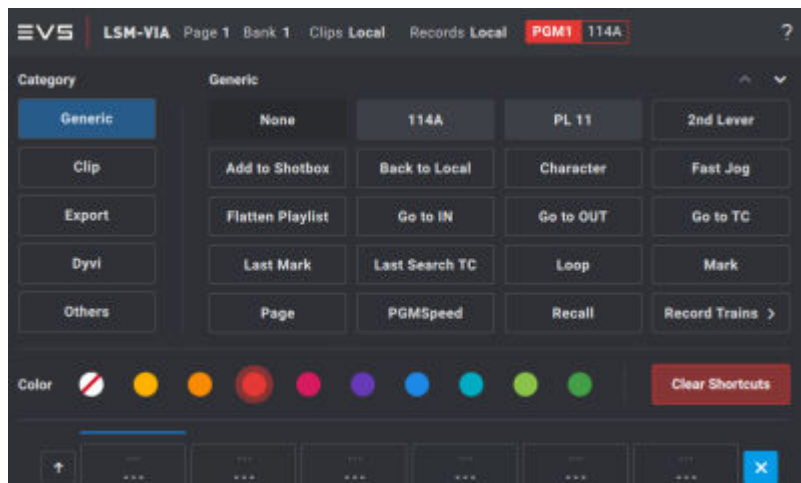 EVS LSM-VIA Page 1 Bank 1 Clips Local Records Local PGM1 114A ?
Category Generic
Generic None 114A PL 11 2nd Lever
Clip Add to Shotbox Back to Local Character Fast Jog
Export Flatten Playlist Go to IN Go to OUT Go to TC
Dyvi Last Mark Last Search TC Loop Mark
Others Page PGMSpeed Recall Record Trains >
Color Clear Shortcuts